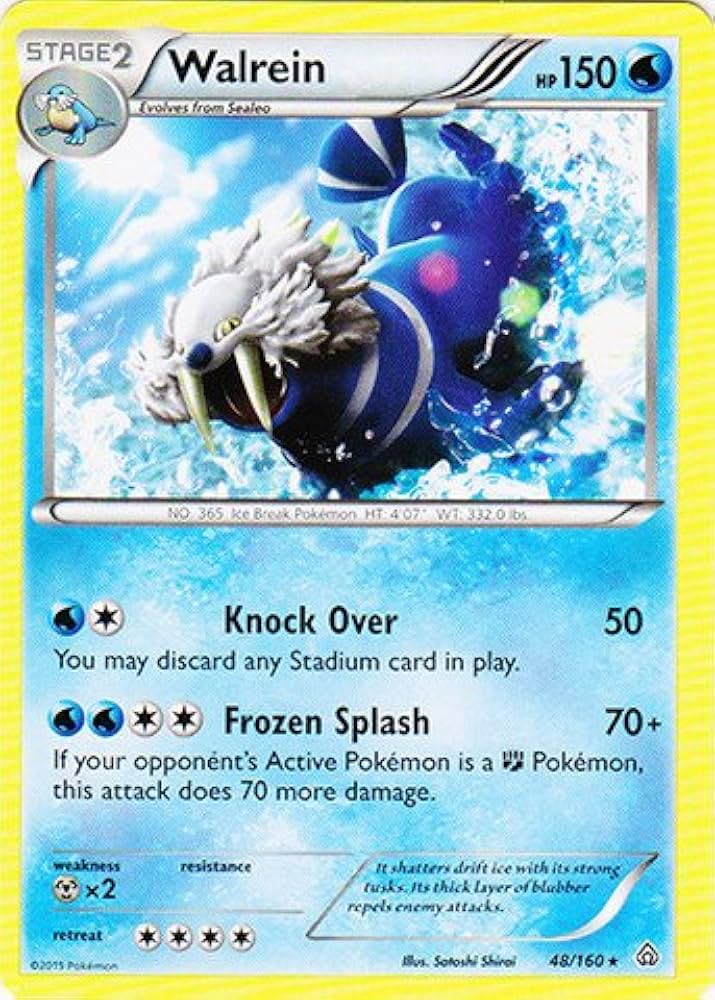 STAGE2
Walrein
HP150
Evolves from Sealeo
NO. 365 Ice Break Pokémon HT: 4'07" WT: 332.0 lbs.
Knock Over 50
You may discard any Stadium card in play.
Frozen Splash 70+
If your opponent's Active Pokémon is a Pokémon,
this attack does 70 more damage.
weakness resistance
×2
It shatters drift ice with its strong
tusks. Its thick layer of blubber
repels enemy attacks.
retreat
©2015 Pokémon
Illus. Satoshi Shirai
48/160 ★